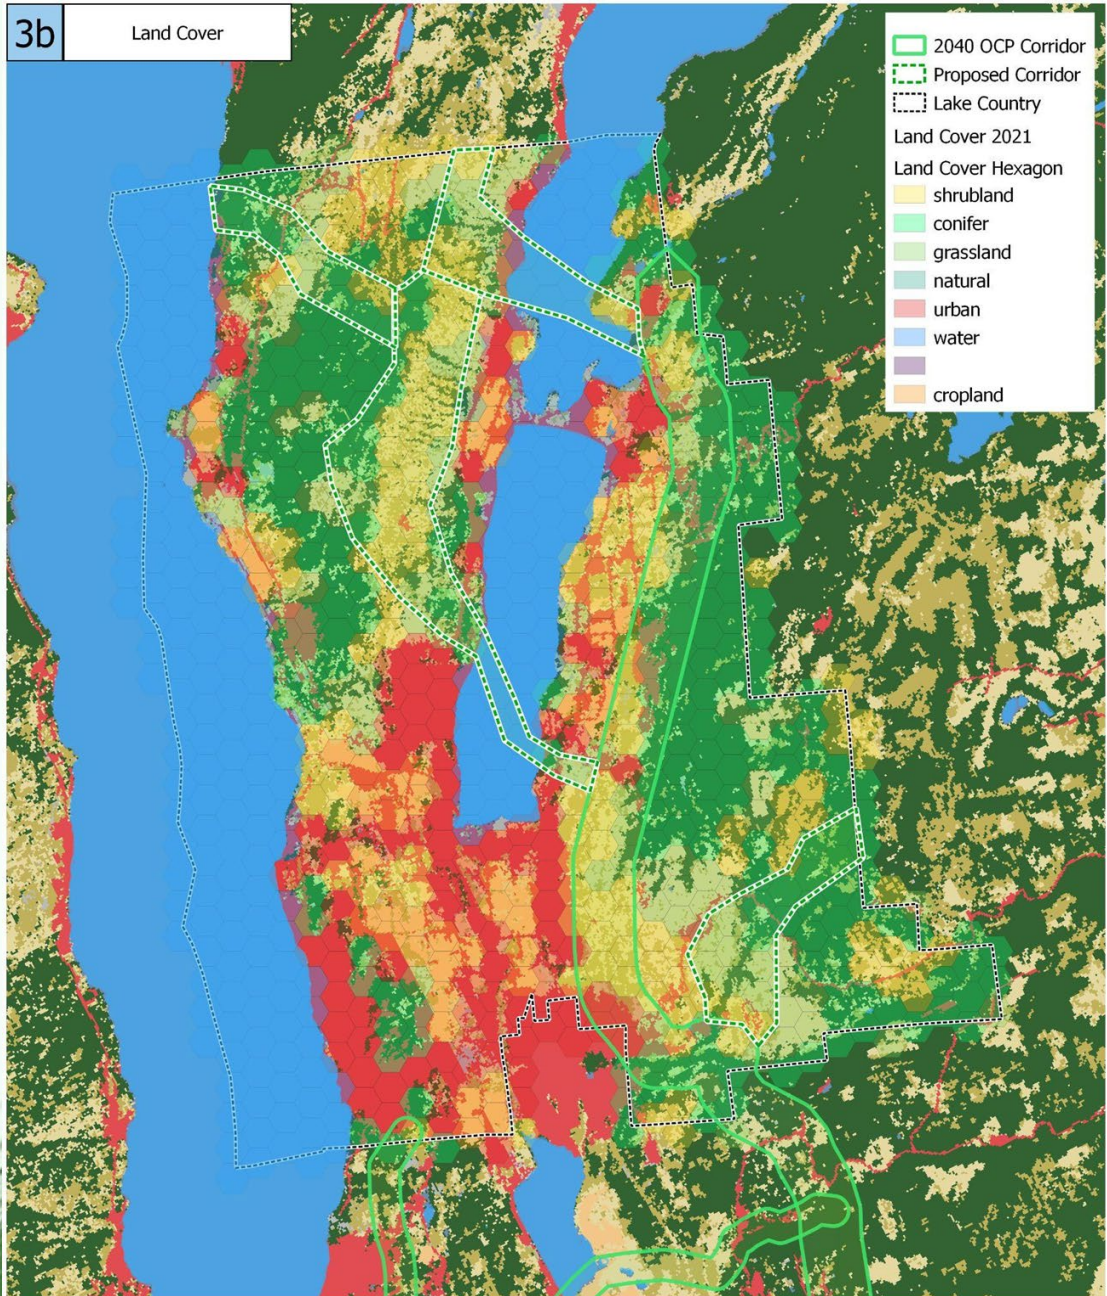 3b
Land Cover
2040 OCP Corridor
Proposed Corridor
Lake Country
Land Cover 2021
Land Cover Hexagon
shrubland
conifer
grassland
natural
urban
water
cropland